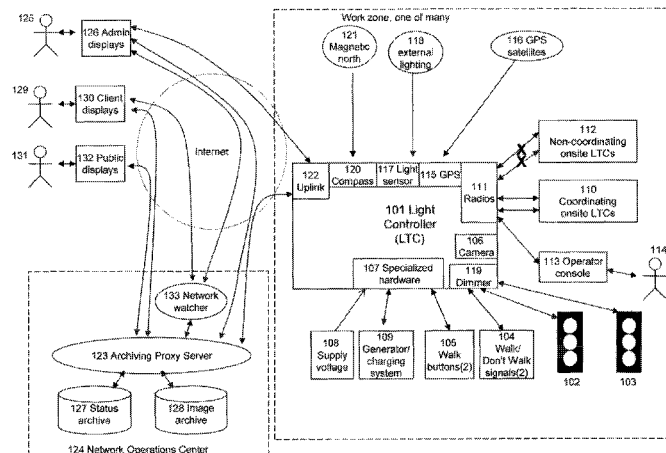 125
126 Admin
displays
129
130 Client
displays
131
132 Public
displays
Internet
133 Network
watcher
123 Archiving Proxy Server
127 Status
archive
128 Image
archive
124 Network Operations Center
Work zone, one of many
121
Magnetic
north
118
external
lighting
116 GPS
satellites
122
Uplink
120
Compass
117 Light
sensor
115 GPS
111
Radios
101 Light
Controller
(LTC)
106
Camera
107 Specialized
hardware
119
Dimmer
112
Non-coordinating
onsite LTCs
X
X
110
Coordinating
onsite LTCs
113 Operator
console
114
108
Supply
voltage
109
Generator/
charging
system
105
Walk
buttons(2)
104
Walk/
Don't Walk
signals(2)
102
103